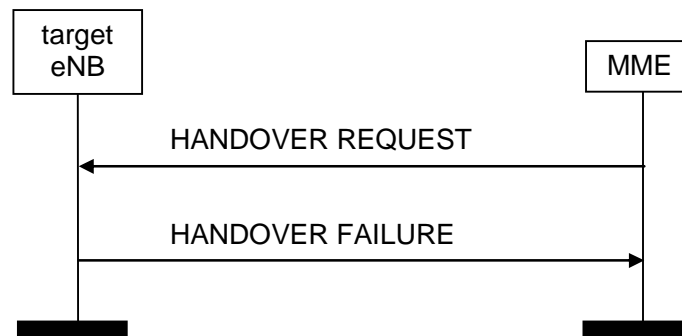 target
eNB
MME
HANDOVER REQUEST
HANDOVER FAILURE